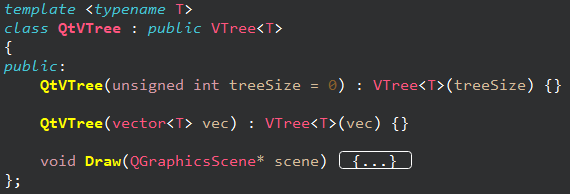 template <typename T>
class QtVTree : public VTree<T>
{
public:
QtVTree(unsigned int treeSize = 0) : VTree<T>(treeSize) {}
QtVTree(vector<T> vec) : VTree<T>(vec) {}
void Draw(QGraphicsScene* scene) {...}
};